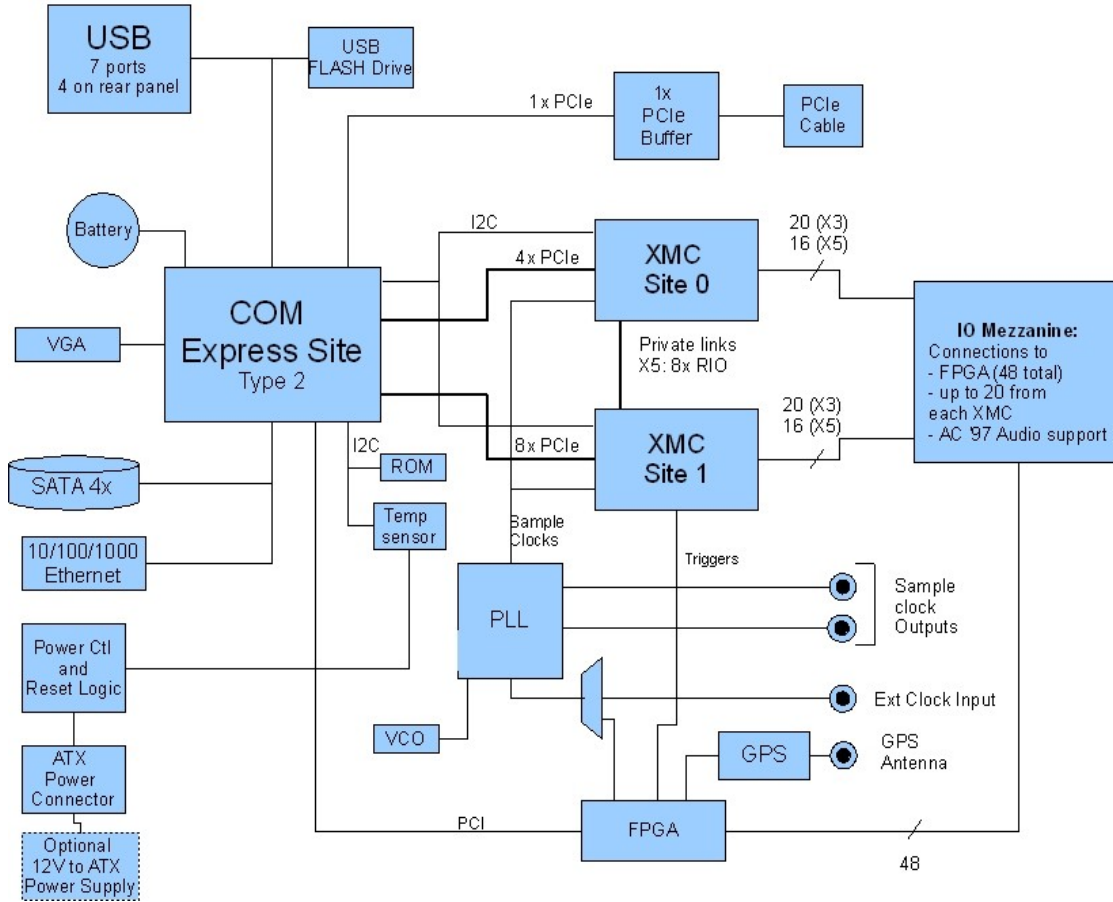 USB
7 ports
4 on rear panel
USB
FLASH Drive
1x PCIe
1x
PCIe
Buffer
PCIe
Cable
Battery
I2C
20 (X3)
16 (X5)
4x PCIe
XMC
Site 0
COM
Express Site
Type 2
VGA
Private links
X5: 8x RIO
IO Mezzanine:
Connections to
- FPGA (48 total)
- up to 20 from
each XMC
- AC '97 Audio support
20 (X3)
16 (X5)
8x PCIe
XMC
Site 1
I2C
ROM
SATA 4x
Temp
sensor
Sample
Clocks
Triggers
10/100/1000
Ethernet
PLL
Sample
clock
Outputs
Power Ctl
and
Reset Logic
Ext Clock Input
VCO
GPS
GPS
Antenna
ATX
Power
Connector
PCI
FPGA
48
Optional
12V to ATX
Power Supply